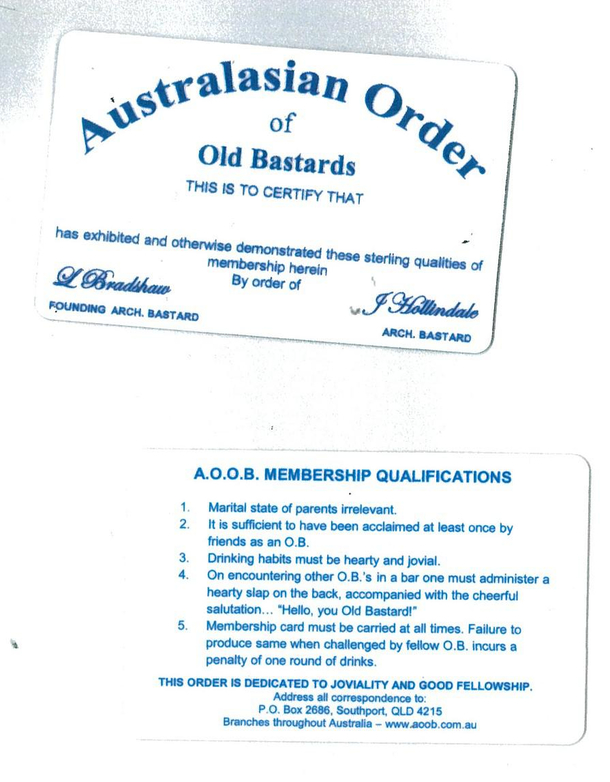 Australasian Order
of
Old Bastards
THIS IS TO CERTIFY THAT
has exhibited and otherwise demonstrated these sterling qualities of
membership herein
By order of
L Bradshaw
J Hollindale
FOUNDING ARCH. BASTARD
ARCH. BASTARD
A.O.O.B. MEMBERSHIP QUALIFICATIONS
1. Marital state of parents irrelevant.
2. It is sufficient to have been acclaimed at least once by
friends as an O.B.
3. Drinking habits must be hearty and jovial.
4. On encountering other O.B.'s in a bar one must administer a
hearty slap on the back, accompanied with the cheerful
salutation... "Hello, you Old Bastard!"
5. Membership card must be carried at all times. Failure to
produce same when challenged by fellow O.B. incurs a
penalty of one round of drinks.
THIS ORDER IS DEDICATED TO JOVIALITY AND GOOD FELLOWSHIP.
Address all correspondence to:
P.O. Box 2686, Southport, QLD 4215
Branches throughout Australia – www.aoob.com.au